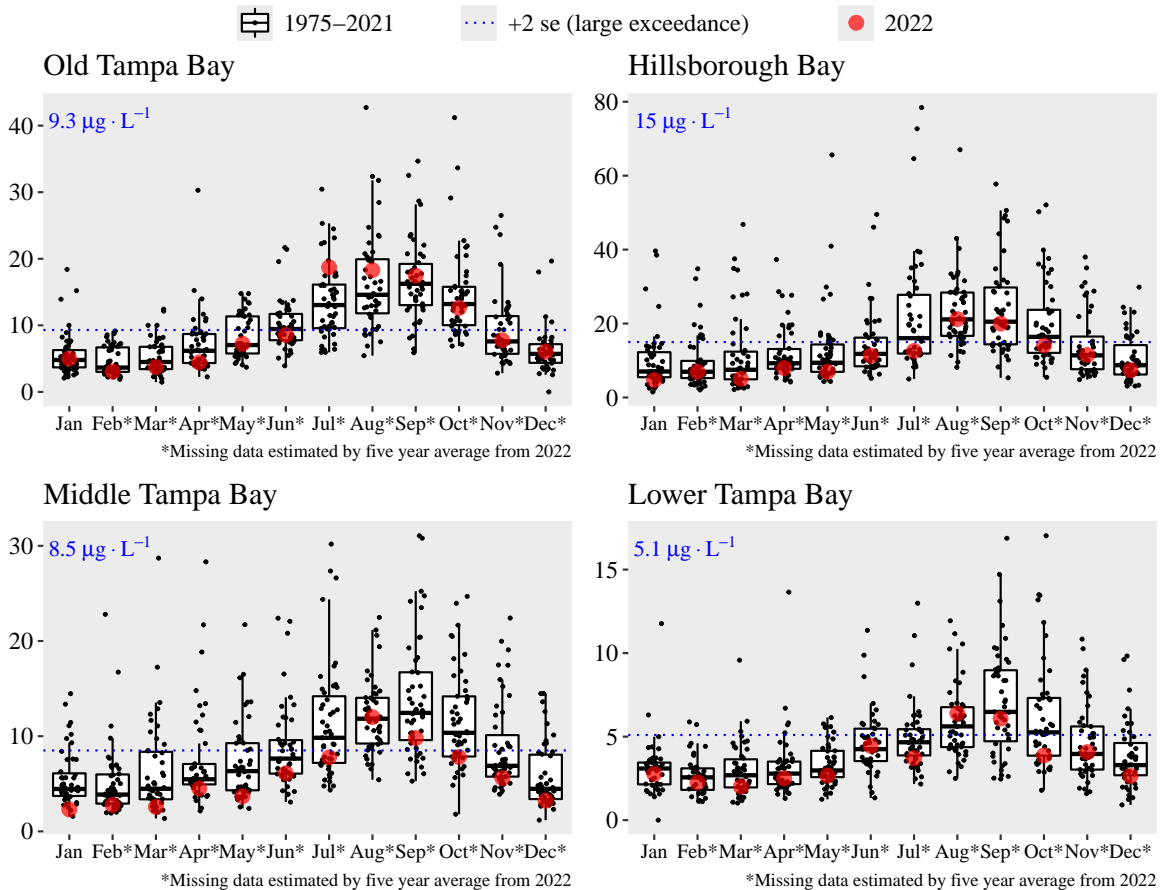 1975–2021 +2 se (large exceedance) 2022
Old Tampa Bay
9.3 μg · L⁻¹
40
30
20
10
0
Jan Feb* Mar* Apr* May* Jun* Jul* Aug* Sep* Oct* Nov* Dec*
*Missing data estimated by five year average from 2022
Hillsborough Bay
15 μg · L⁻¹
80
60
40
20
0
Jan Feb* Mar* Apr* May* Jun* Jul* Aug* Sep* Oct* Nov* Dec*
*Missing data estimated by five year average from 2022
Middle Tampa Bay
8.5 μg · L⁻¹
30
20
10
0
Jan Feb* Mar* Apr* May* Jun* Jul* Aug* Sep* Oct* Nov* Dec*
*Missing data estimated by five year average from 2022
Lower Tampa Bay
5.1 μg · L⁻¹
15
10
5
0
Jan Feb* Mar* Apr* May* Jun* Jul* Aug* Sep* Oct* Nov* Dec*
*Missing data estimated by five year average from 2022